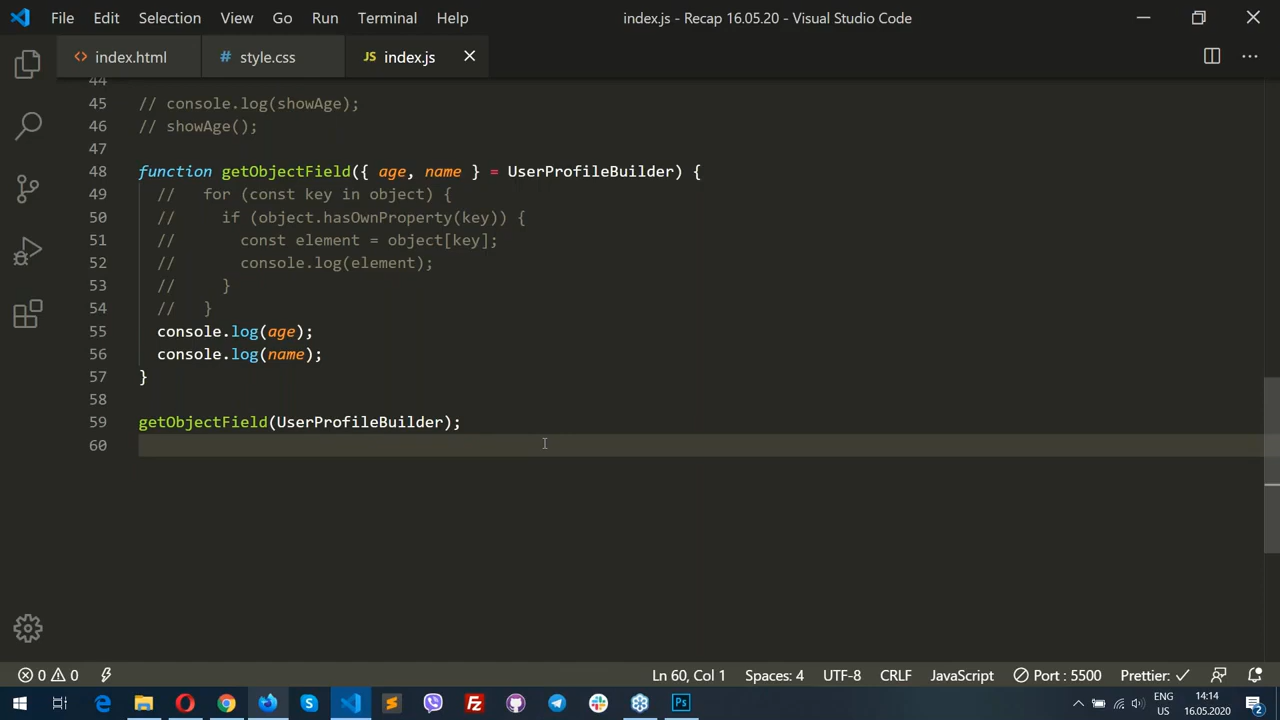 File Edit Selection View Go Run Terminal Help index.js - Recap 16.05.20 - Visual Studio Code
<> index.html # style.css JS index.js
44
45 // console.log(showAge);
46 // showAge();
47
48 function getObjectField({ age, name } = UserProfileBuilder) {
49 // for (const key in object) {
50 // if (object.hasOwnProperty(key)) {
51 // const element = object[key];
52 // console.log(element);
53 // }
54 // }
55 console.log(age);
56 console.log(name);
57 }
58
59 getObjectField(UserProfileBuilder);
60
0 0 Ln 60, Col 1 Spaces: 4 UTF-8 CRLF JavaScript Port : 5500 Prettier:
ENG 14:14
US 16.05.2020 2